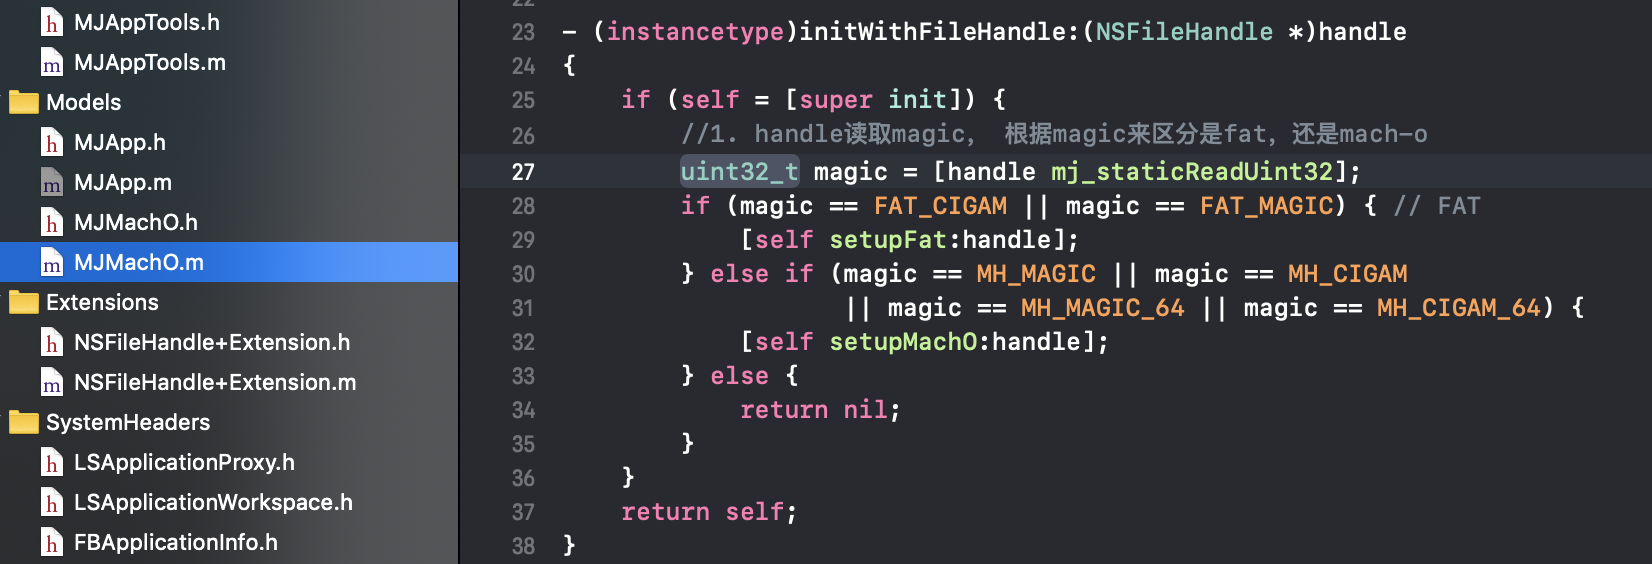 MJAppTools.h
MJAppTools.m
Models
MJApp.h
MJApp.m
MJMachO.h
MJMachO.m
Extensions
NSFileHandle+Extension.h
NSFileHandle+Extension.m
SystemHeaders
LSApplicationProxy.h
LSApplicationWorkspace.h
FBApplicationInfo.h
22
23 - (instancetype)initWithFileHandle:(NSFileHandle *)handle
24 {
25     if (self = [super init]) {
26         //1. handle读取magic， 根据magic来区分是fat，还是mach-o
27         uint32_t magic = [handle mj_staticReadUint32];
28         if (magic == FAT_CIGAM || magic == FAT_MAGIC) { // FAT
29             [self setupFat:handle];
30         } else if (magic == MH_MAGIC || magic == MH_CIGAM
31                    || magic == MH_MAGIC_64 || magic == MH_CIGAM_64) {
32             [self setupMachO:handle];
33         } else {
34             return nil;
35         }
36     }
37     return self;
38 }